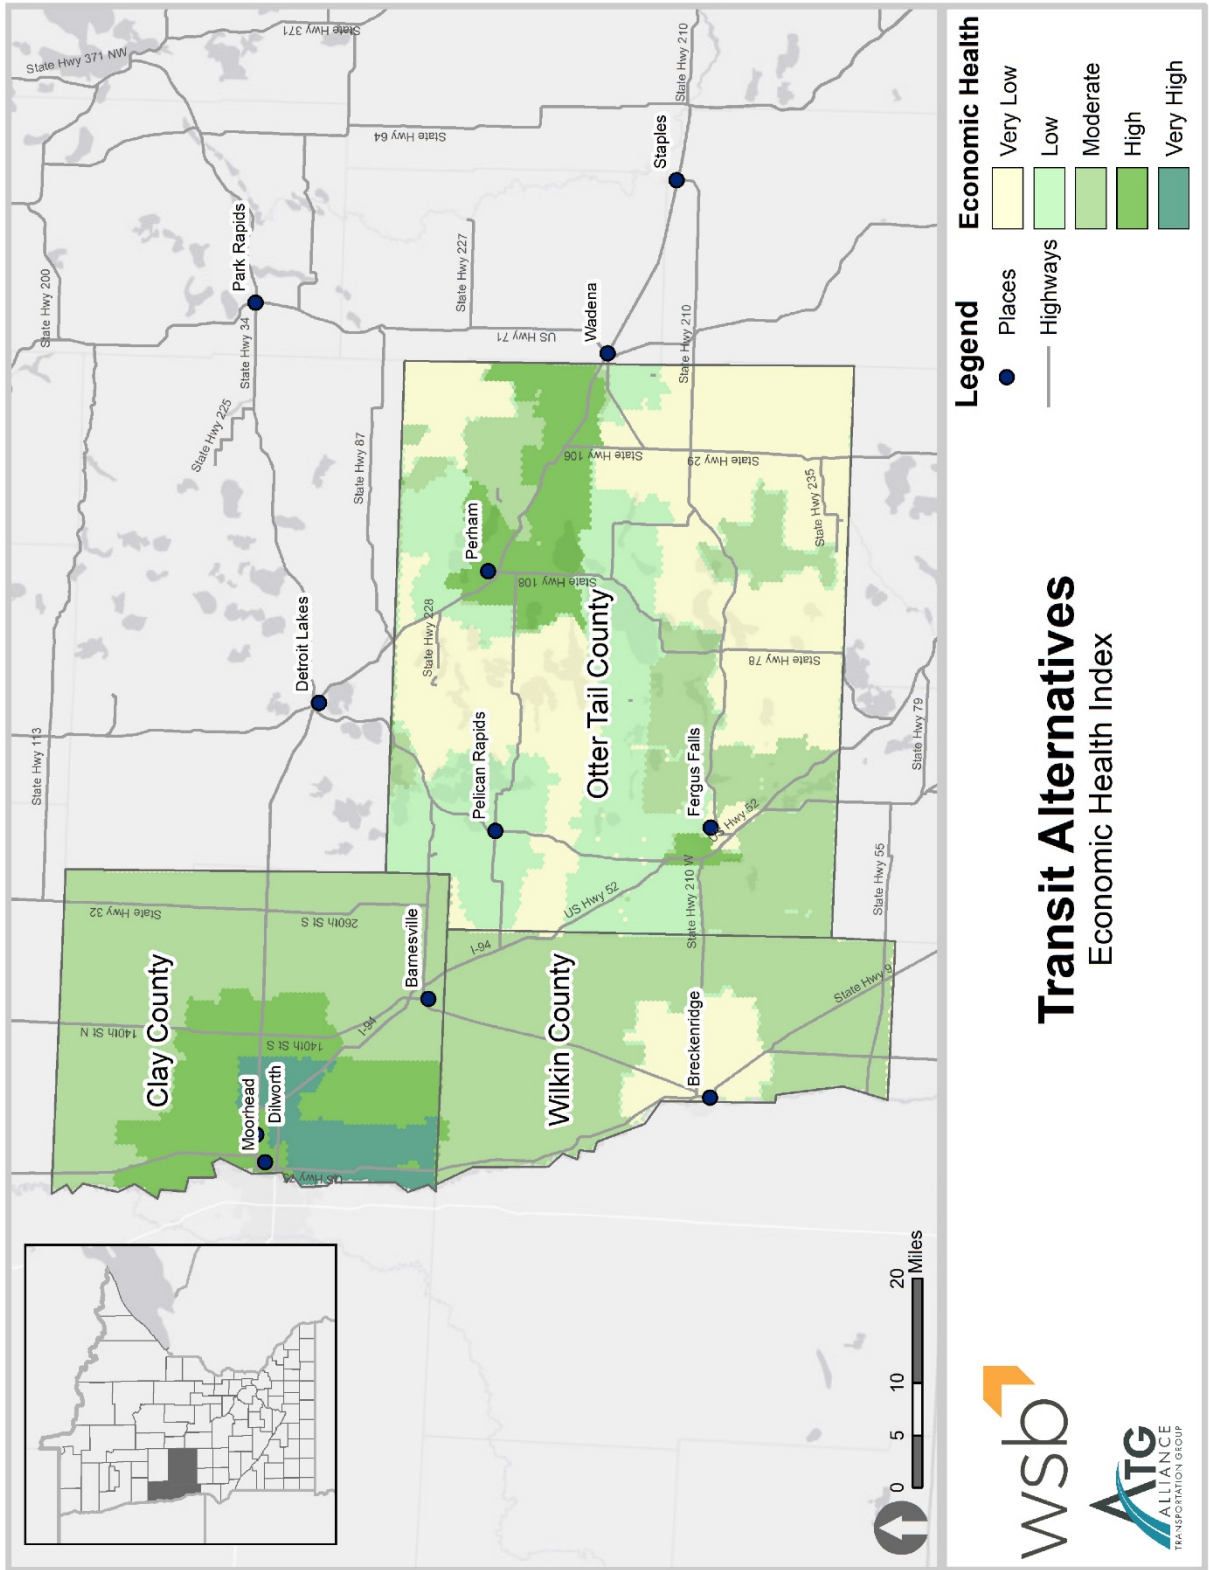 State Hwy 371 NW
State Hwy 371
State Hwy 200
State Hwy 64
State Hwy 210
Park Rapids
Staples
State Hwy 34
State Hwy 227
State Hwy 225
US Hwy 71
Wadena
State Hwy 210
State Hwy 87
State Hwy 106
State Hwy 29
State Hwy 235
Perham
State Hwy 108
Detroit Lakes
State Hwy 228
Otter Tail County
State Hwy 78
State Hwy 113
Pelican Rapids
Fergus Falls
US Hwy 52
State Hwy 79
State Hwy 55
State Hwy 32
260th St S
Barnesville
US Hwy 52
State Hwy 210 W
I-94
Clay County
140th St N
140th St S
I-94
Wilkin County
State Hwy 9
Breckenridge
Moorhead
Dilworth
0 5 10 20
Miles
Legend
Places
Highways
Economic Health
Very Low
Low
Moderate
High
Very High
Transit Alternatives
Economic Health Index
wsb
ATG
ALLIANCE
TRANSPORTATION GROUP